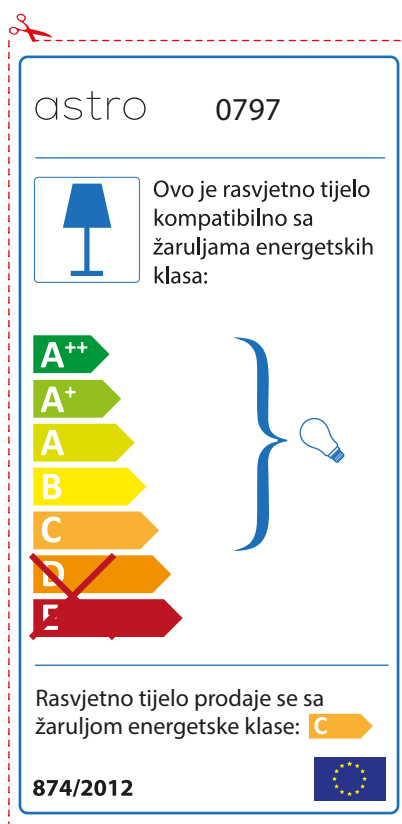 astro 0797
Ovo je rasvjetno tijelo
kompatibilno sa
žaruljama energetskih
klasa:
A++
A+
A
B
C
D
E
Rasvjetno tijelo prodaje se sa
žaruljom energetske klase: C
874/2012